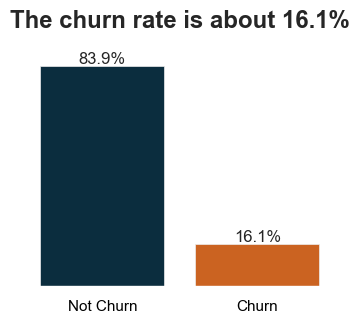 The churn rate is about 16.1%
83.9%
16.1%
Not Churn
Churn